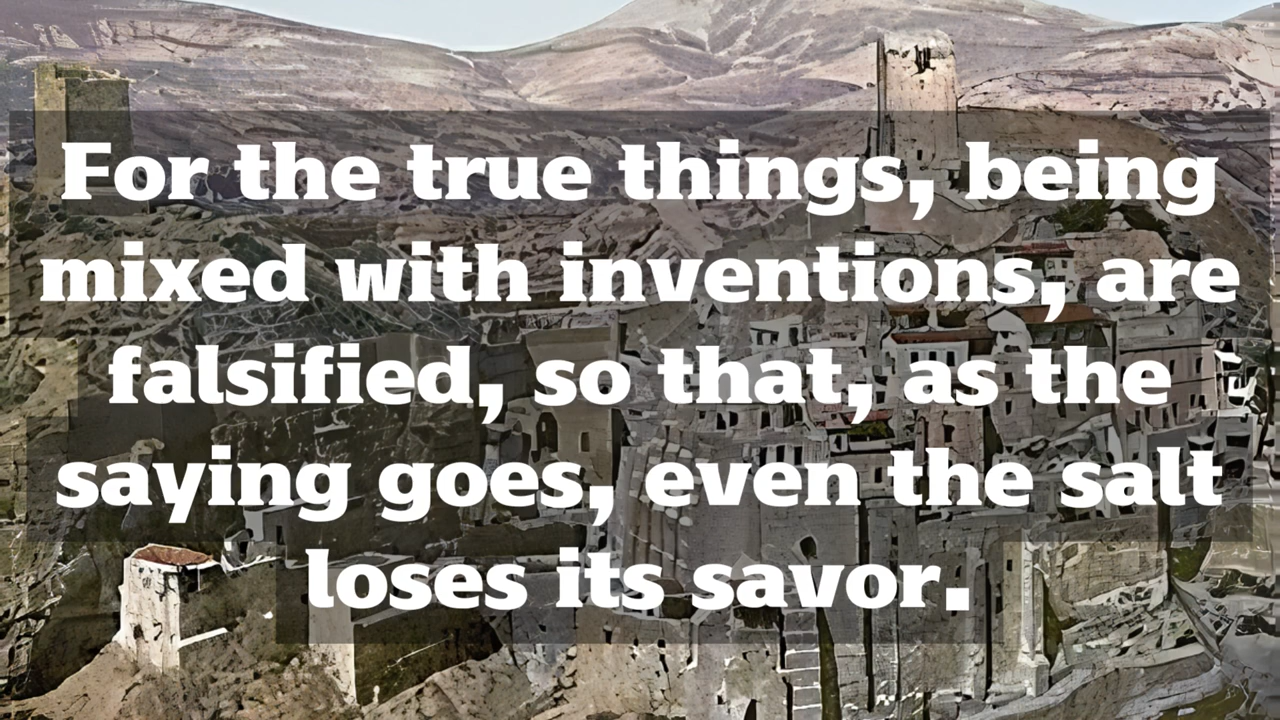 For the true things, being
mixed with inventions, are
falsified, so that, as the
saying goes, even the salt
loses its savor.